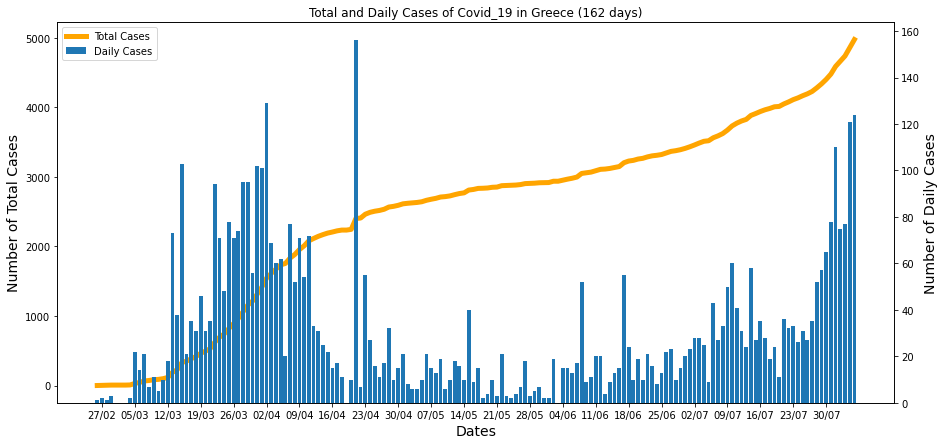 Total and Daily Cases of Covid_19 in Greece (162 days)
Total Cases
Daily Cases
Number of Total Cases
5000
4000
3000
2000
1000
0
160
140
120
100
80
60
40
20
0
Number of Daily Cases
27/02 05/03 12/03 19/03 26/03 02/04 09/04 16/04 23/04 30/04 07/05 14/05 21/05 28/05 04/06 11/06 18/06 25/06 02/07 09/07 16/07 23/07 30/07
Dates